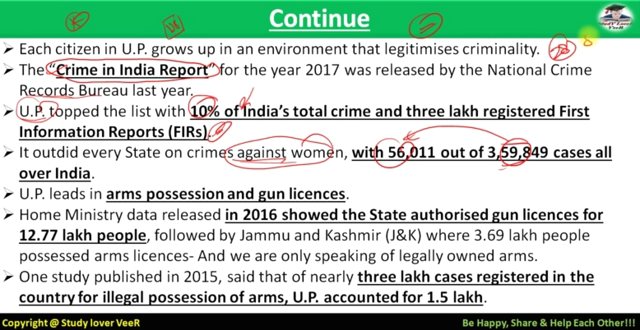 Continue
Each citizen in U.P. grows up in an environment that legitimises criminality.
The "Crime in India Report" for the year 2017 was released by the National Crime
Records Bureau last year.
U.P. topped the list with 10% of India's total crime and three lakh registered First
Information Reports (FIRs).
It outdid every State on crimes against women, with 56,011 out of 3,59,849 cases all
over India.
U.P. leads in arms possession and gun licences.
Home Ministry data released in 2016 showed the State authorised gun licences for
12.77 lakh people, followed by Jammu and Kashmir (J&K) where 3.69 lakh people
possessed arms licences- And we are only speaking of legally owned arms.
One study published in 2015, said that of nearly three lakh cases registered in the
country for illegal possession of arms, U.P. accounted for 1.5 lakh.
Copyright @ Study lover VeeR
Be Happy, Share & Help Each Other!!!